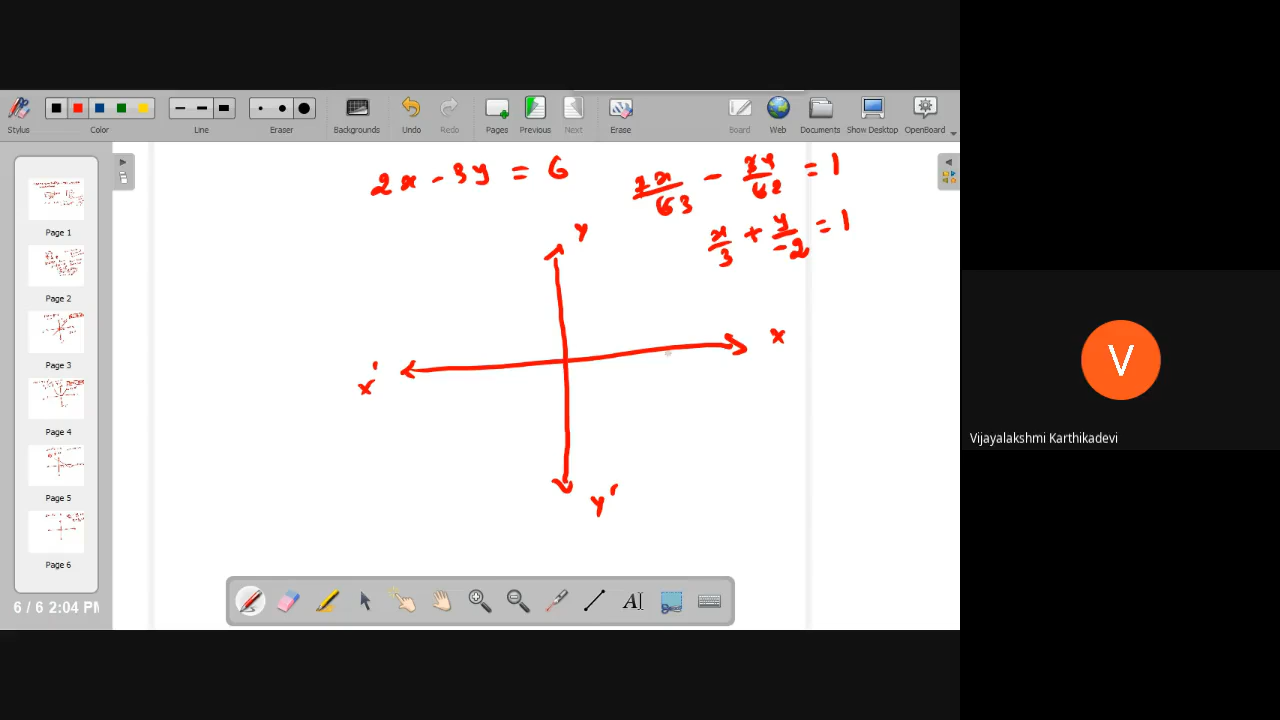 Stylus
Color
Line
Eraser
Backgrounds
Undo
Redo
Pages
Previous
Next
Erase
Board
Web
Documents
Show Desktop
OpenBoard
Page 1
Page 2
Page 3
Page 4
Page 5
Page 6
6 / 6 2:04 PM
2x - 3y = 6
2x/6 3 - 3y/6 2 = 1
x/3 + y/-2 = 1
y
x
x'
y'
A
V
Vijayalakshmi Karthikadevi